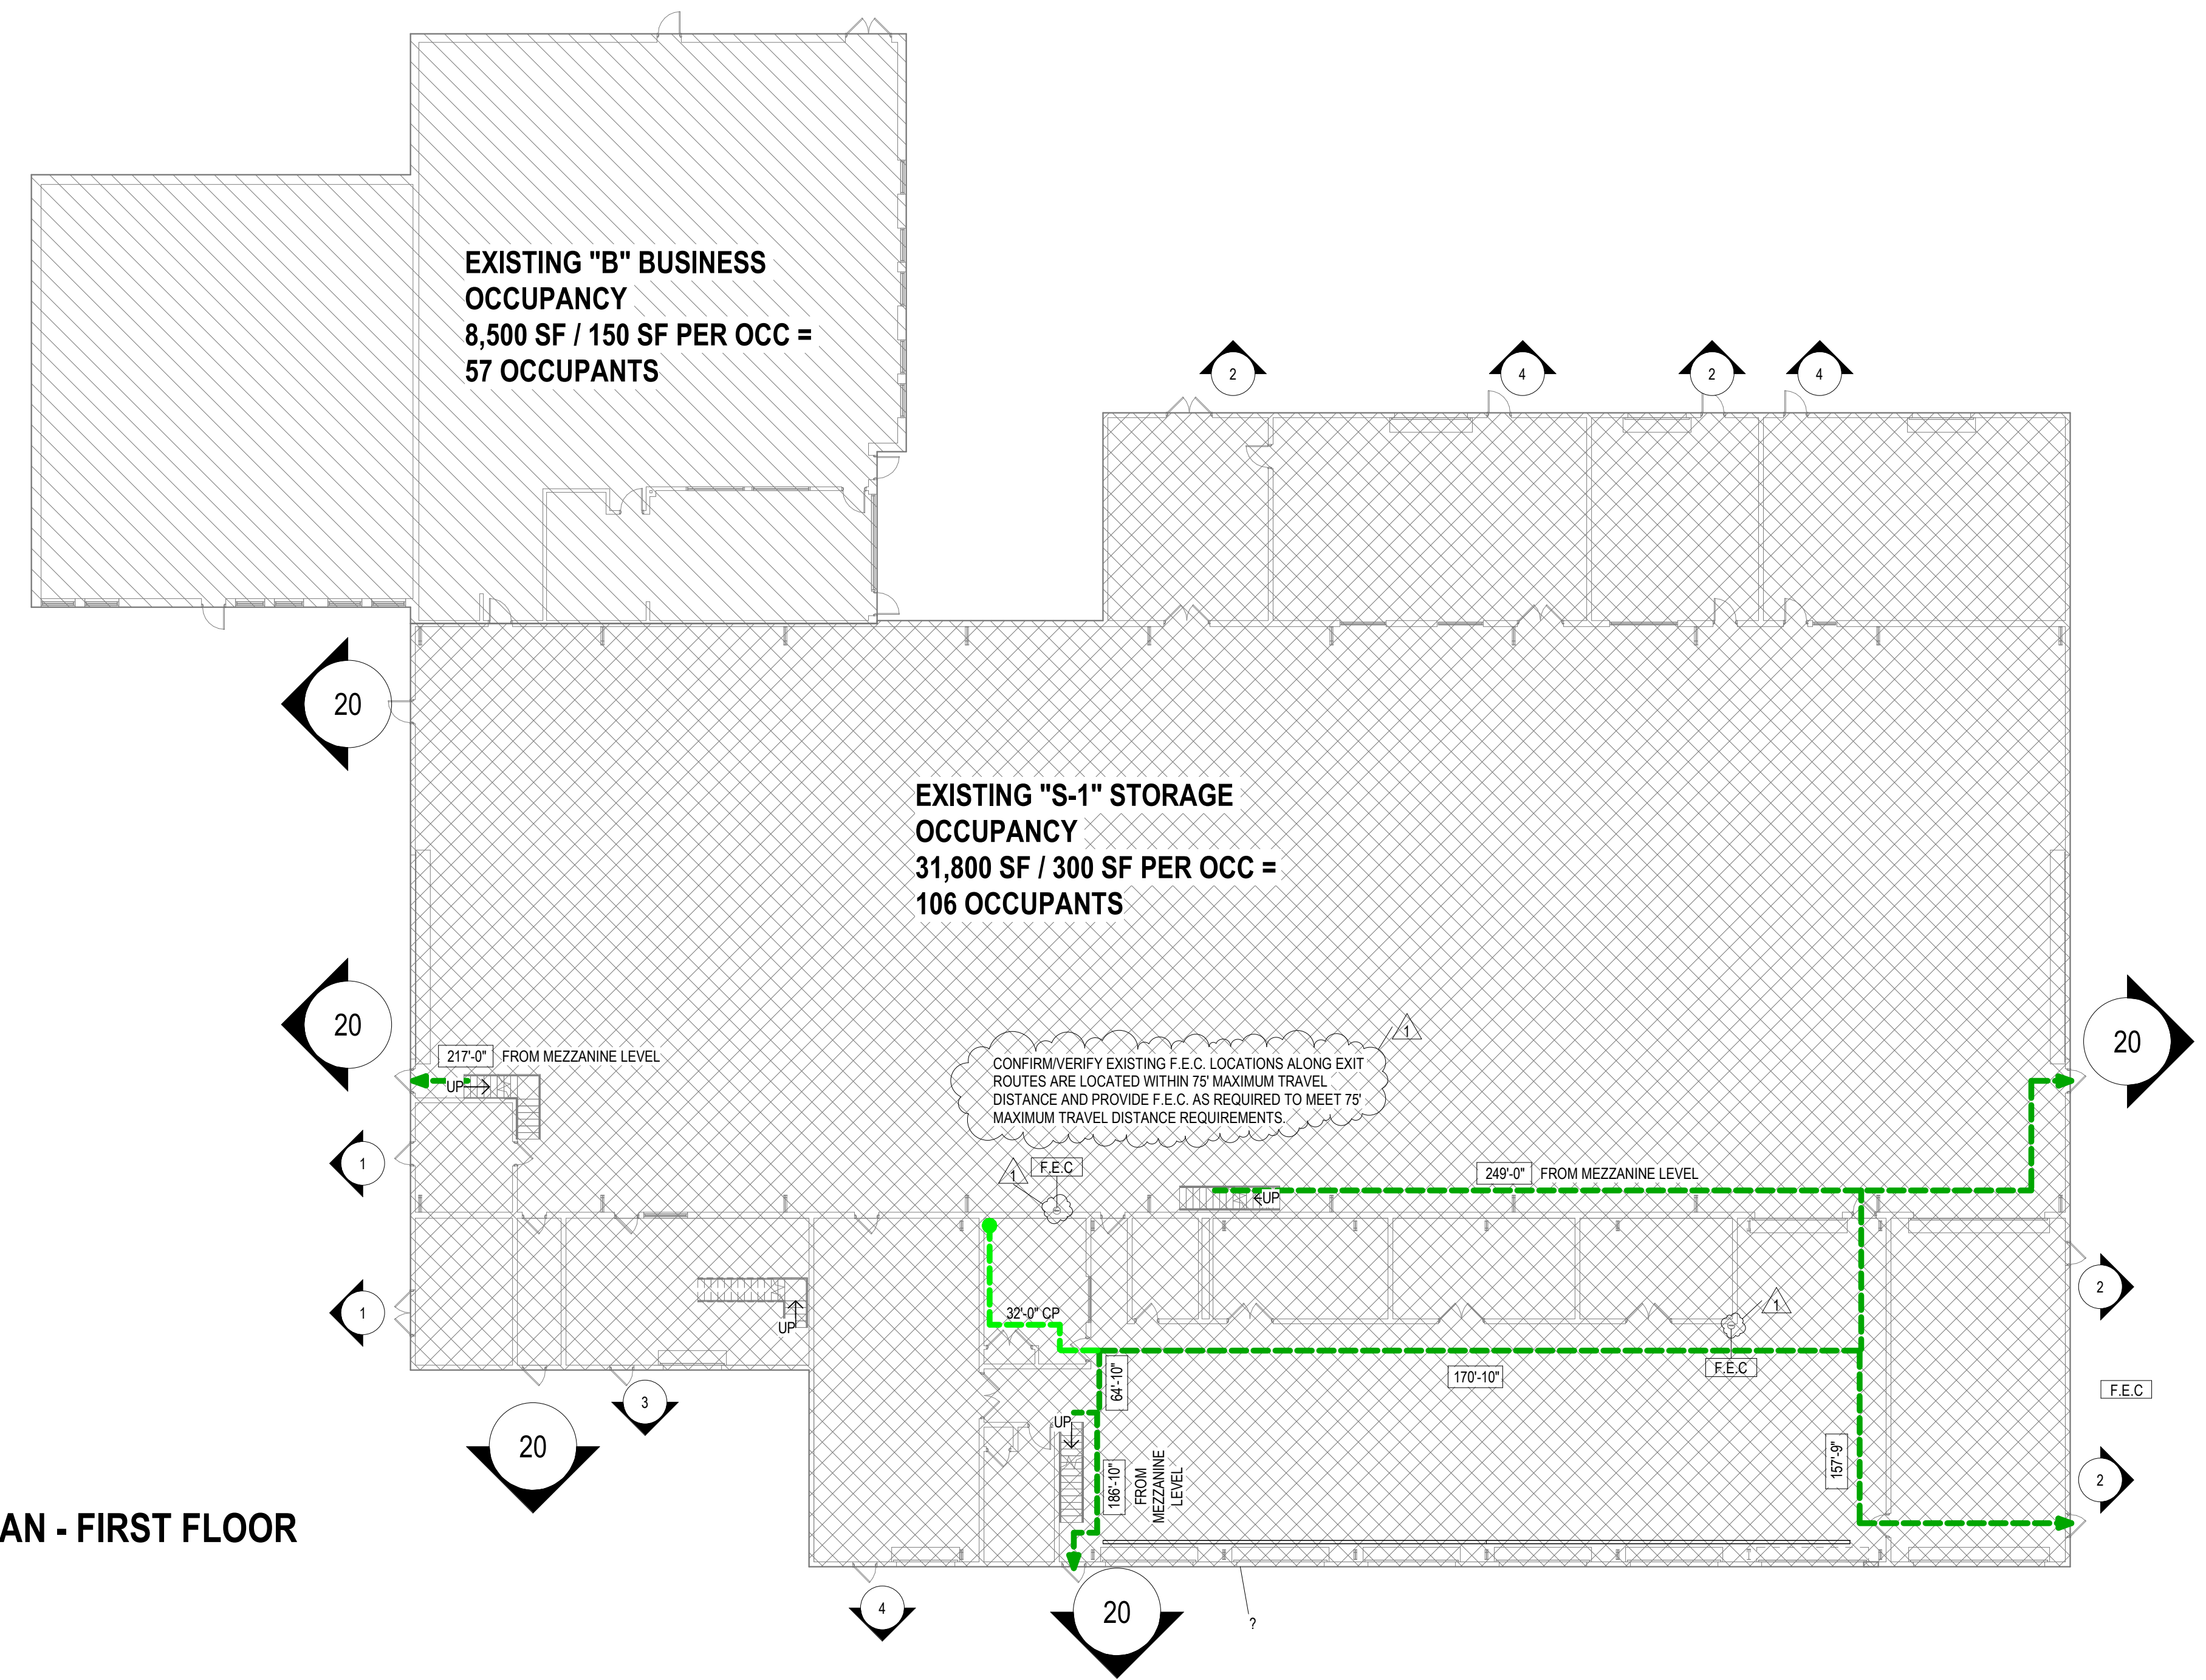 EXISTING "B" BUSINESS
OCCUPANCY
8,500 SF / 150 SF PER OCC =
57 OCCUPANTS
2
4
2
4
20
EXISTING "S-1" STORAGE
OCCUPANCY
31,800 SF / 300 SF PER OCC =
106 OCCUPANTS
20
20
217'-0" FROM MEZZANINE LEVEL
UP
1
CONFIRM/VERIFY EXISTING F.E.C. LOCATIONS ALONG EXIT
ROUTES ARE LOCATED WITHIN 75' MAXIMUM TRAVEL
DISTANCE AND PROVIDE F.E.C. AS REQUIRED TO MEET 75'
MAXIMUM TRAVEL DISTANCE REQUIREMENTS.
1
1
F.E.C
249'-0" FROM MEZZANINE LEVEL
UP
2
1
32'-0" CP
1
UP
64'-10"
170'-10"
F.E.C
F.E.C
3
UP
20
186'-10"
FROM
MEZZANINE
LEVEL
157'-9"
2
AN - FIRST FLOOR
4
20
?